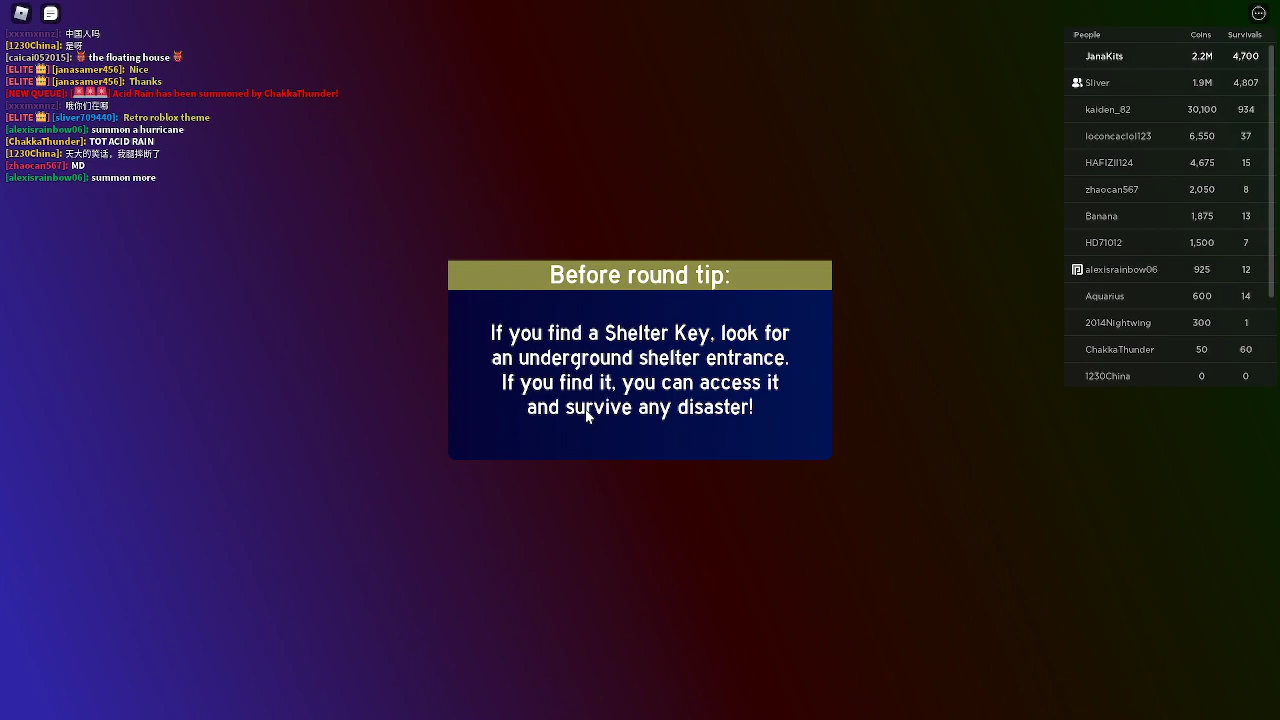 [xxxmxnnz]: 中国人吗
[1230China]: 是呀
[caicai052015]: 👹 the floating house 👹
[ELITE 💼] [janasamer456]: Nice
[ELITE 💼] [janasamer456]: Thanks
[NEW QUEUE]: [🚨🚨🚨] Acid Rain has been summoned by ChakkaThunder!
[xxxmxnnz]: 哦你们在哪
[ELITE 💼] [sliver709440]: Retro roblox theme
[alexisrainbow06]: summon a hurricane
[ChakkaThunder]: TOT ACID RAIN
[1230China]: 天大的笑话，我腿摔断了
[zhaocan567]: MD
[alexisrainbow06]: summon more
Before round tip:
If you find a Shelter Key, look for
an underground shelter entrance.
If you find it, you can access it
and survive any disaster!
People Coins Survivals
JanaKits 2.2M 4,700
Sliver 1.9M 4,807
kaiden_82 30,100 934
loconcaclol123 6,550 37
HAFIZII124 4,675 15
zhaocan567 2,050 8
Banana 1,875 13
HD71012 1,500 7
alexisrainbow06 925 12
Aquarius 600 14
2014Nightwing 300 1
ChakkaThunder 50 60
1230China 0 0